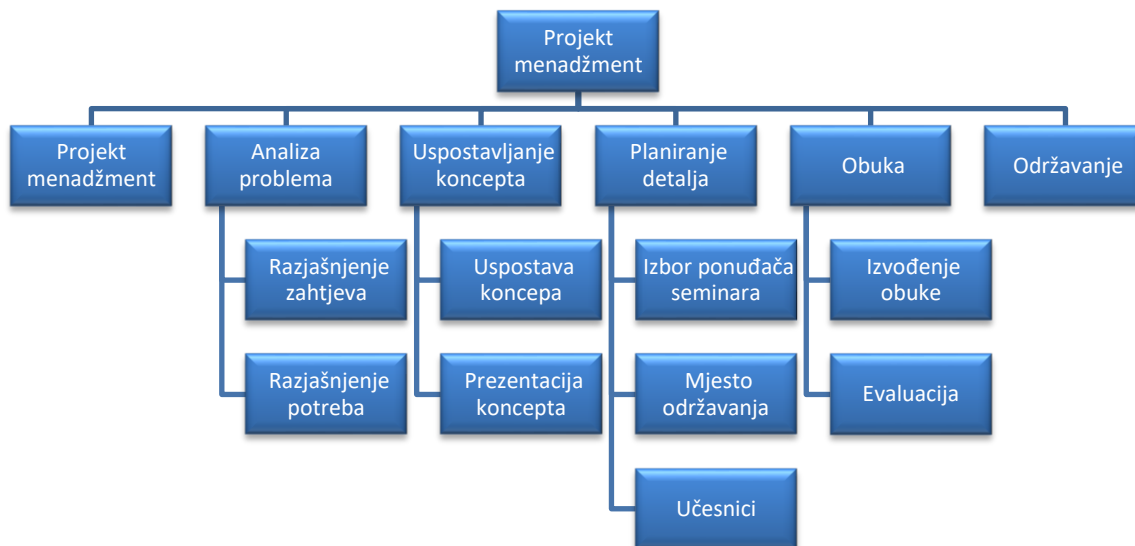 Projekt
menadžment
Projekt
menadžment
Analiza
problema
Uspostavljanje
koncepta
Planiranje
detalja
Obuka
Održavanje
Razjašnjenje
zahtjeva
Uspostava
koncepa
Izbor ponuđača
seminara
Izvođenje
obuke
Razjašnjenje
potreba
Prezentacija
koncepta
Mjesto
održavanja
Evaluacija
Učesnici